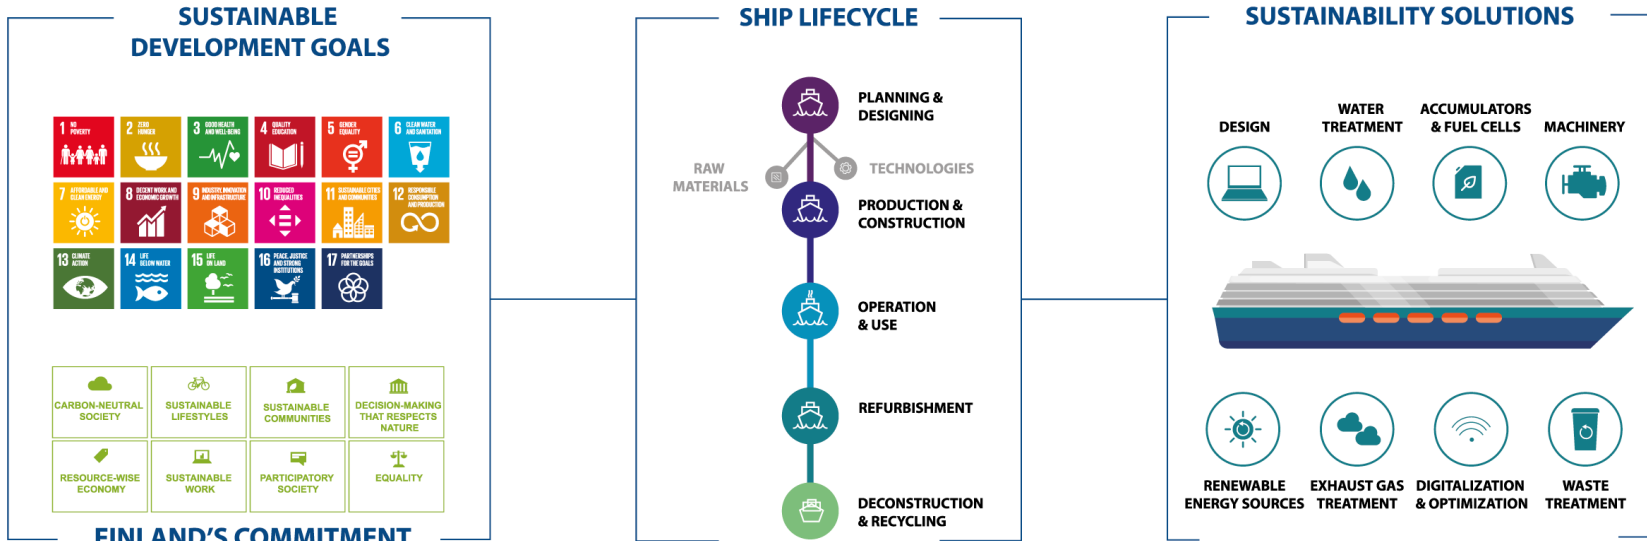 SUSTAINABLE
DEVELOPMENT GOALS
1 NO
POVERTY
2 ZERO
HUNGER
3 GOOD HEALTH
AND WELL-BEING
4 QUALITY
EDUCATION
5 GENDER
EQUALITY
6 CLEAN WATER
AND SANITATION
7 AFFORDABLE AND
CLEAN ENERGY
8 DECENT WORK AND
ECONOMIC GROWTH
9 INDUSTRY, INNOVATION
AND INFRASTRUCTURE
10 REDUCED
INEQUALITIES
11 SUSTAINABLE CITIES
AND COMMUNITIES
12 RESPONSIBLE
CONSUMPTION
AND PRODUCTION
13 CLIMATE
ACTION
14 LIFE
BELOW WATER
15 LIFE
ON LAND
16 PEACE, JUSTICE
AND STRONG
INSTITUTIONS
17 PARTNERSHIPS
FOR THE GOALS
CARBON-NEUTRAL
SOCIETY
SUSTAINABLE
LIFESTYLES
SUSTAINABLE
COMMUNITIES
DECISION-MAKING
THAT RESPECTS
NATURE
RESOURCE-WISE
ECONOMY
SUSTAINABLE
WORK
PARTICIPATORY
SOCIETY
EQUALITY
FINLAND'S COMMITMENT
SHIP LIFECYCLE
PLANNING &
DESIGNING
RAW
MATERIALS
TECHNOLOGIES
PRODUCTION &
CONSTRUCTION
OPERATION
& USE
REFURBISHMENT
DECONSTRUCTION
& RECYCLING
SUSTAINABILITY SOLUTIONS
DESIGN
WATER
TREATMENT
ACCUMULATORS
& FUEL CELLS
MACHINERY
RENEWABLE
ENERGY SOURCES
EXHAUST GAS
TREATMENT
DIGITALIZATION
& OPTIMIZATION
WASTE
TREATMENT